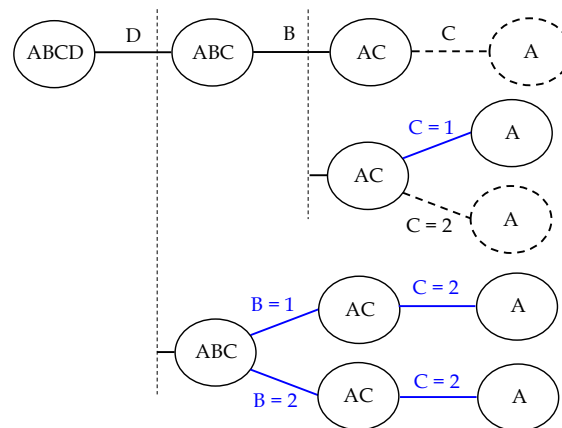 ABCD D ABC B AC C A
C = 1 A
AC
C = 2 A
B = 1 AC C = 2 A
ABC
B = 2 AC C = 2 A